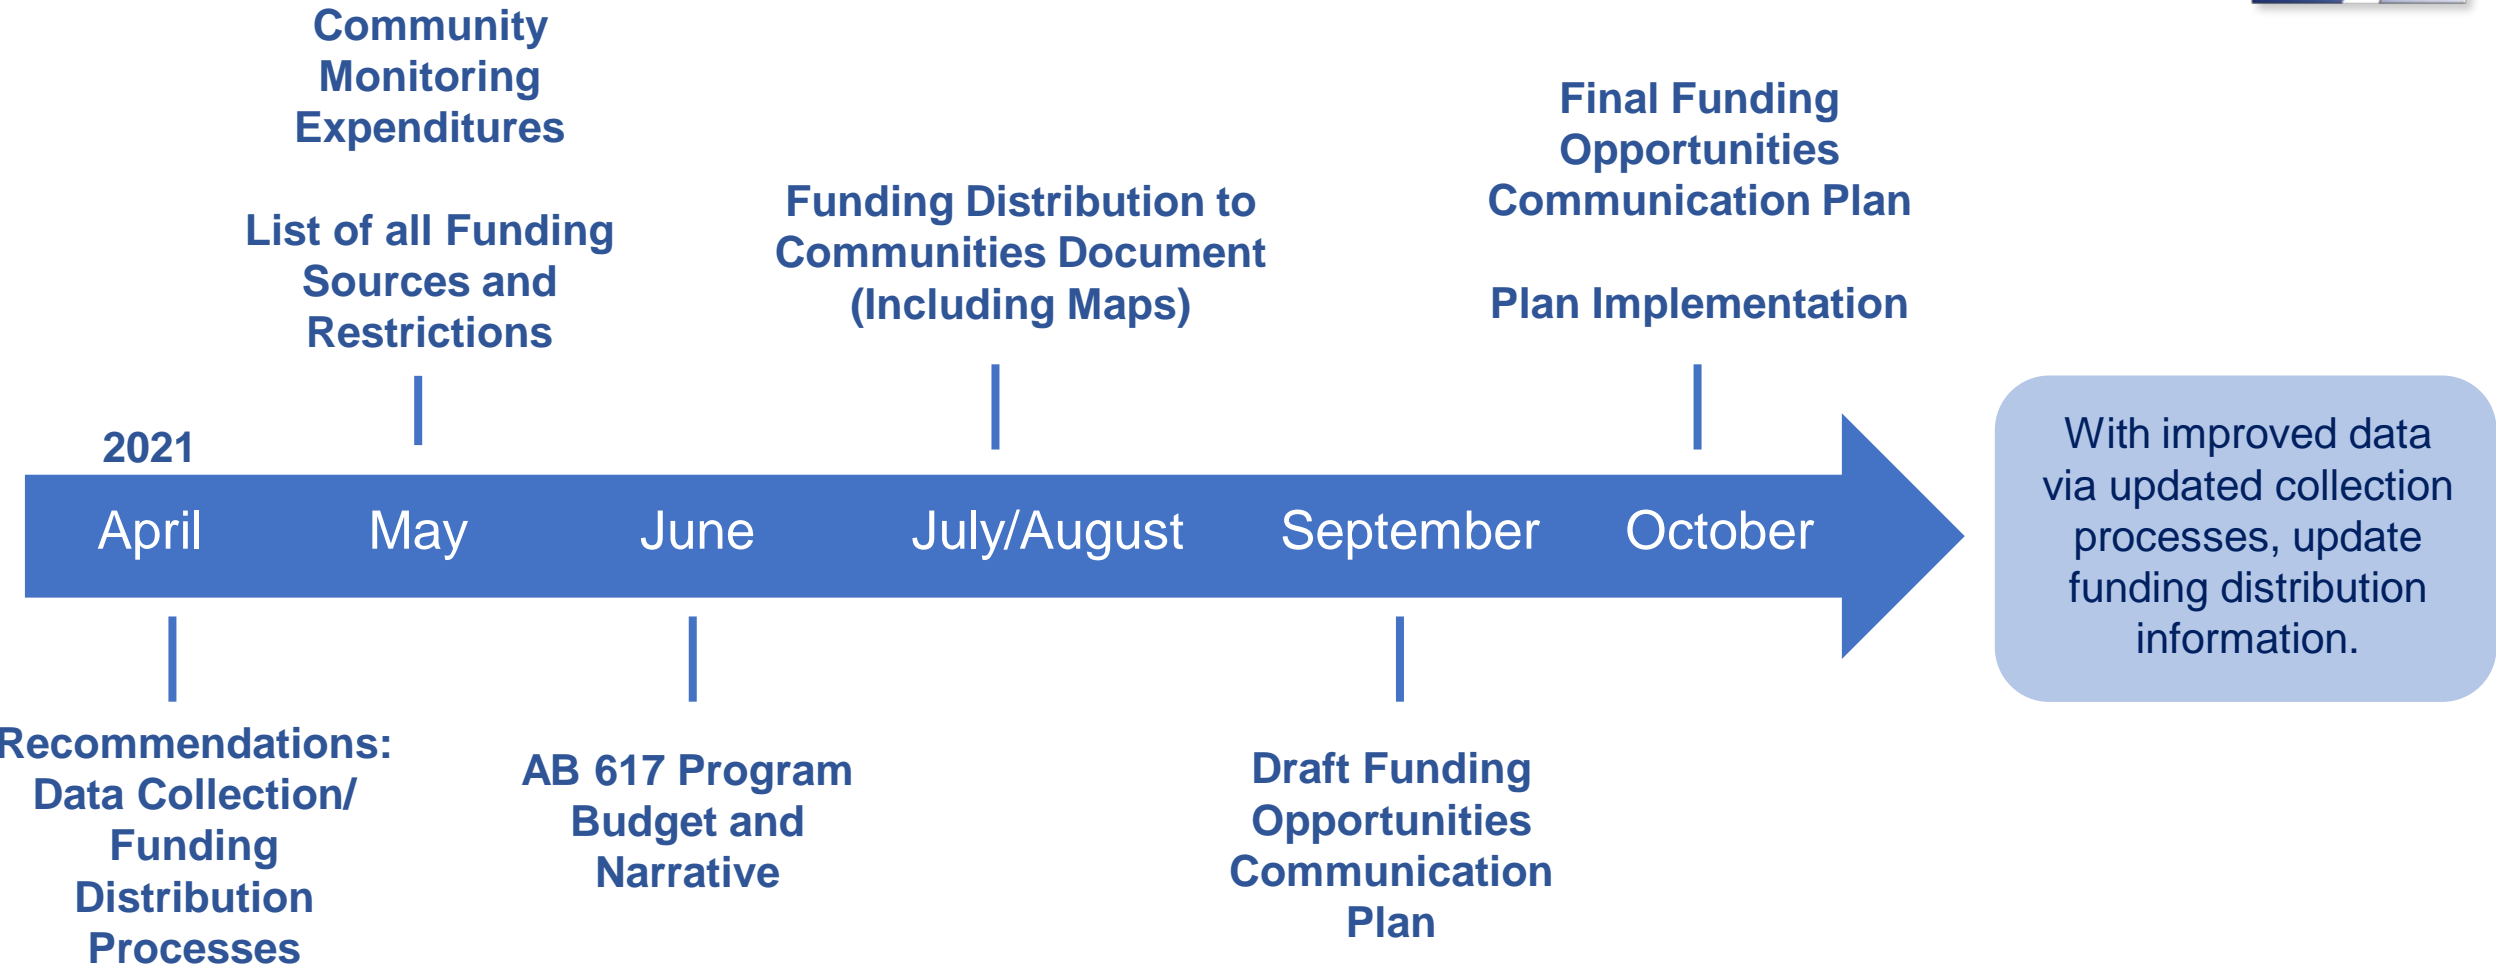 Community
Monitoring
Expenditures
List of all Funding
Sources and
Restrictions
Funding Distribution to
Communities Document
(Including Maps)
Final Funding
Opportunities
Communication Plan
Plan Implementation
2021
April
May
June
July/August
September
October
With improved data
via updated collection
processes, update
funding distribution
information.
Recommendations:
Data Collection/
Funding
Distribution
Processes
AB 617 Program
Budget and
Narrative
Draft Funding
Opportunities
Communication
Plan